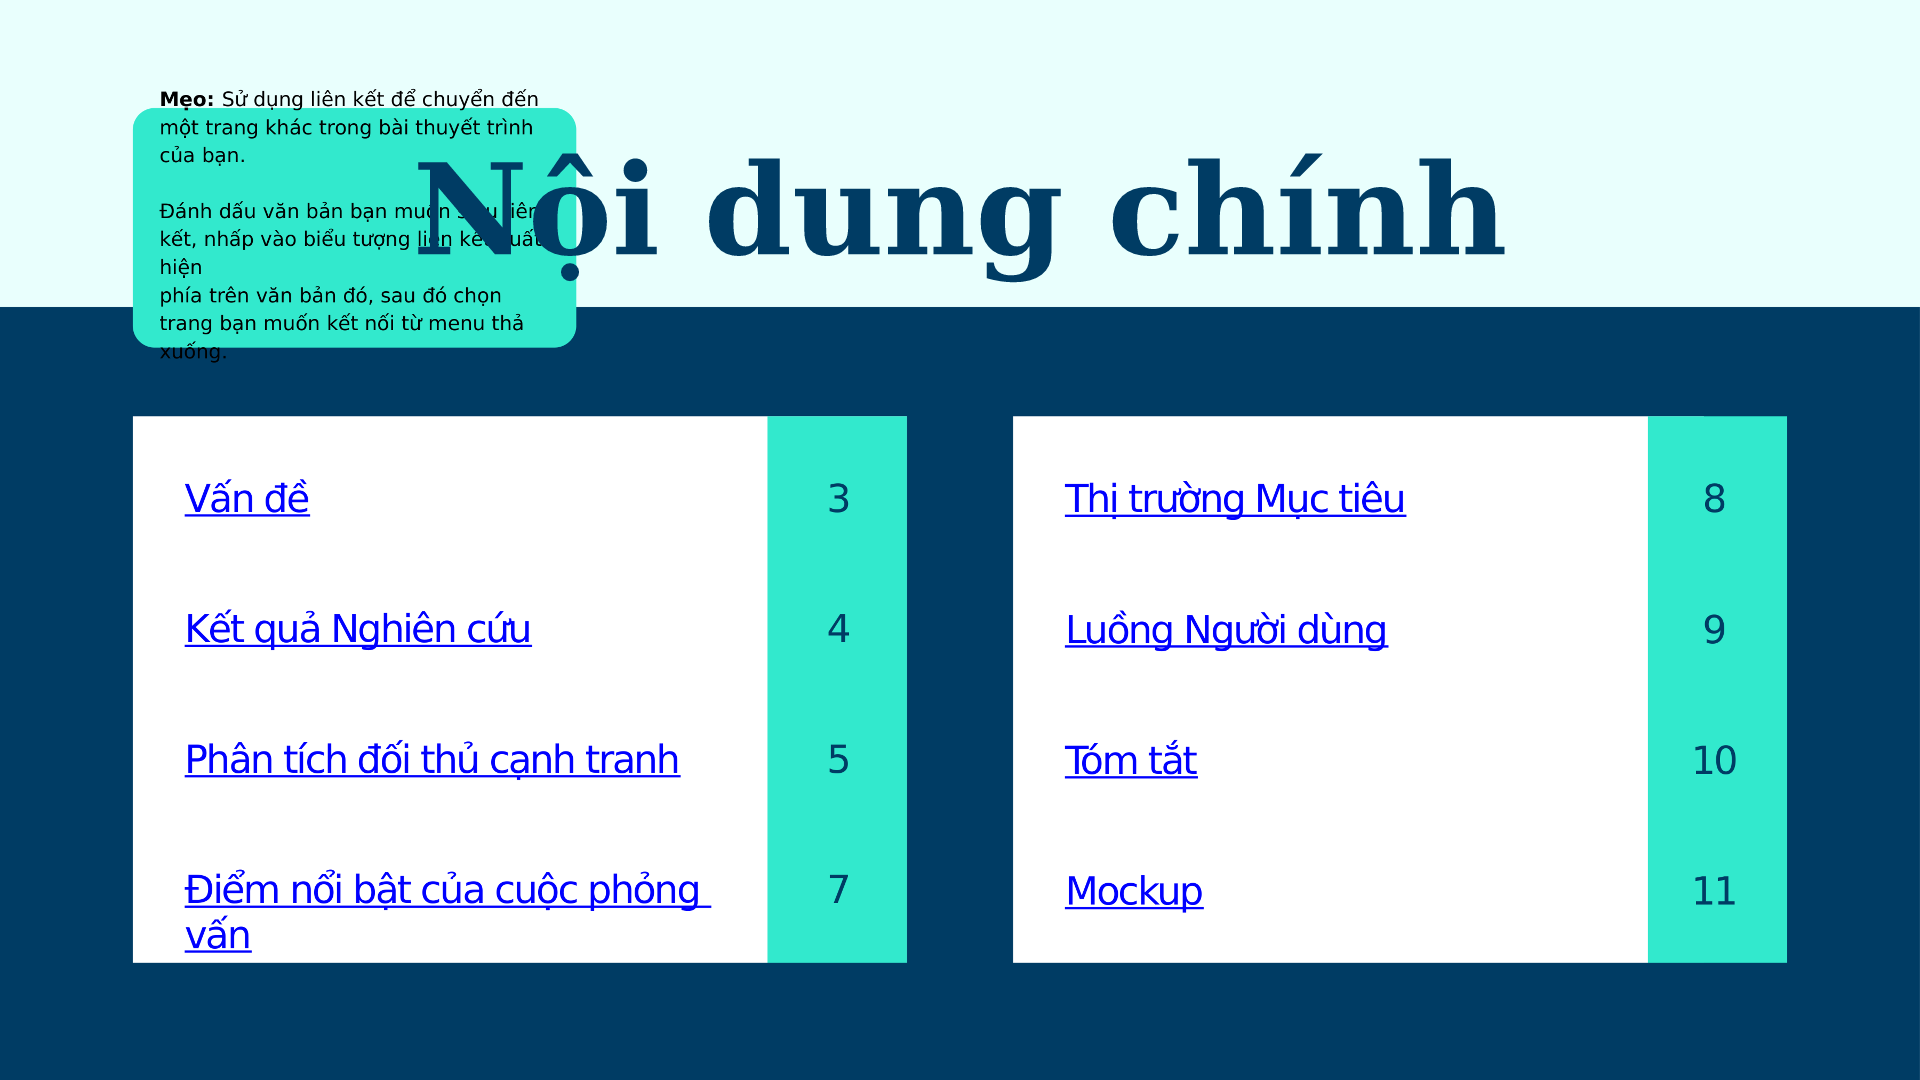 Mẹo: Sử dụng liên kết để chuyển đến
một trang khác trong bài thuyết trình
của bạn.
Đánh dấu văn bản bạn muốn
kết, nhấp vào biểu tượng liên kết xuất
hiện
phía trên văn bản đó, sau đó chọn
trang bạn muốn kết nối từ menu thả
xuống.
Nội dung chính
Vấn đề
3
Kết quả Nghiên cứu
4
Phân tích đối thủ cạnh tranh
5
Điểm nổi bật của cuộc phỏng
vấn
7
Thị trường Mục tiêu
8
Luồng Người dùng
9
Tóm tắt
10
Mockup
11